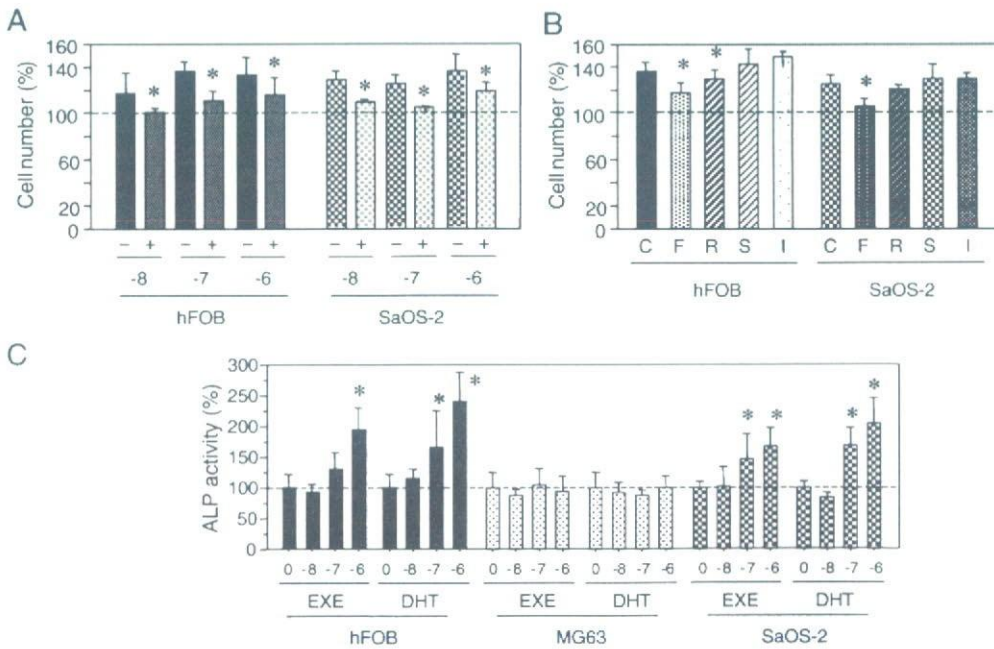 A
Cell number (%)
160
140
100
60
20
0
* * * * * *
− + − + − + − + − + − +
-8 -7 -6 -8 -7 -6
hFOB SaOS-2
B
Cell number (%)
160
140
100
60
20
0
* * *
C F R S I C F R S I
hFOB SaOS-2
C
ALP activity (%)
300
250
200
150
100
50
0
* * * * * * *
0 -8 -7 -6 0 -8 -7 -6 0 -8 -7 -6 0 -8 -7 -6 0 -8 -7 -6 0 -8 -7 -6
EXE DHT EXE DHT EXE DHT
hFOB MG63 SaOS-2